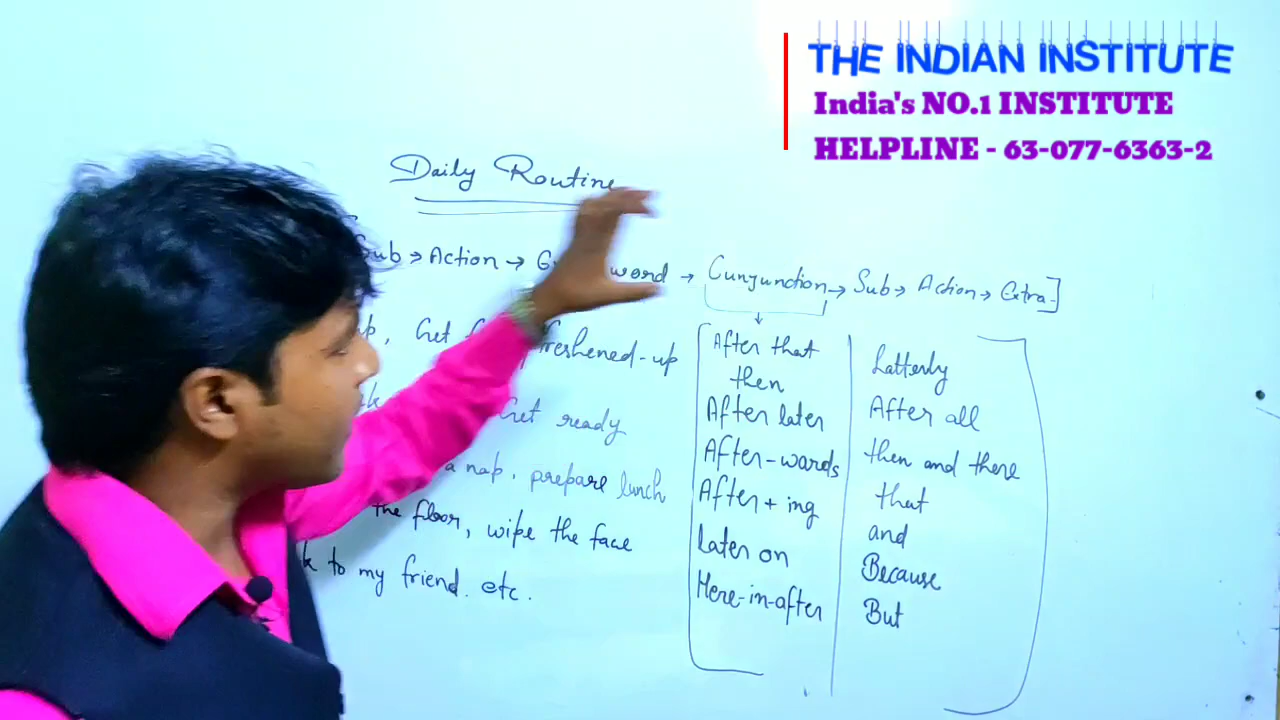 THE INDIAN INSTITUTE
India's NO.1 INSTITUTE
HELPLINE - 63-077-6363-2
Daily Routine
Sub → Action → word → Cunjunction → Sub → Action → Extra]
Get freshened-up
Get ready
a nap, prepare lunch
the floor, wipe the face
to my friend. etc.
After that
then
After later
After-wards
After + ing
Later on
Here-in-after
Latterly
After all
then and there
that
and
Because
But